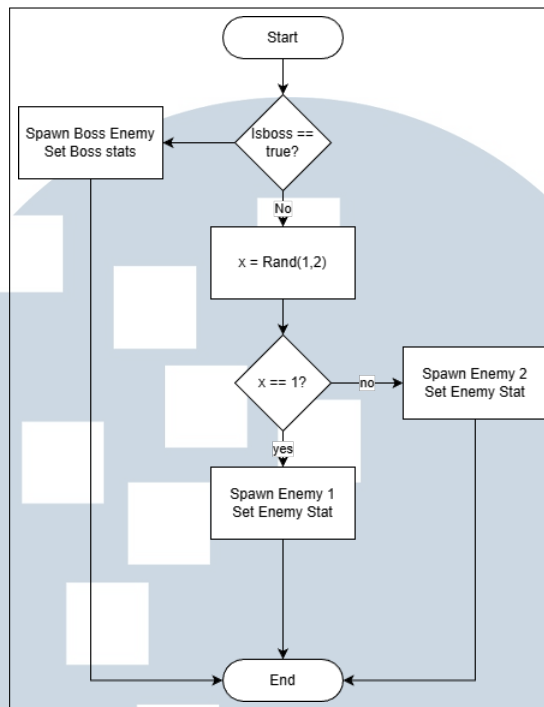 Start
Isboss ==
true?
Spawn Boss Enemy
Set Boss stats
No
x = Rand(1,2)
x == 1?
no
Spawn Enemy 2
Set Enemy Stat
yes
Spawn Enemy 1
Set Enemy Stat
End